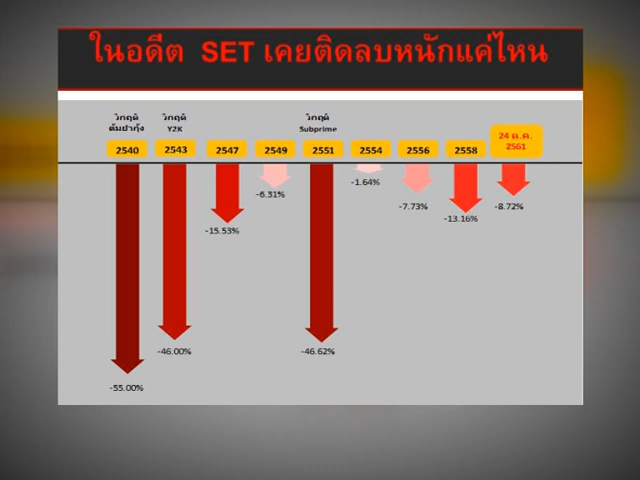 ในอดีต SET เคยติดลบหนักแค่ไหน
วิกฤติ
ต้มยำกุ้ง
วิกฤติ
Y2K
วิกฤติ
Subprime
2540
2543
2547
2549
2551
2554
2556
2558
24 ต.ค.
2561
-55.00%
-46.00%
-15.53%
-6.31%
-46.62%
-1.64%
-7.73%
-13.16%
-8.72%